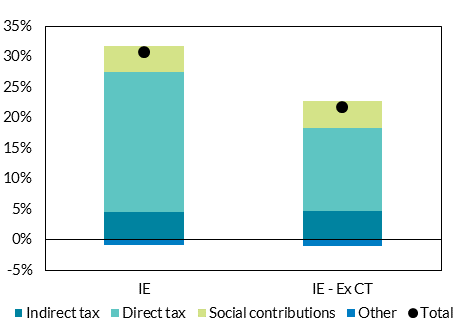 35%
30%
25%
20%
15%
10%
5%
0%
-5%
IE
IE - Ex CT
Indirect tax
Direct tax
Social contributions
Other
Total